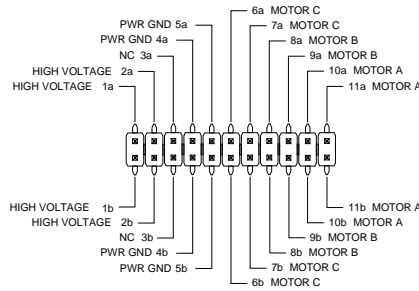 6a MOTOR C
PWR GND 5a
7a MOTOR C
PWR GND 4a
8a MOTOR B
NC 3a
9a MOTOR B
HIGH VOLTAGE 2a
10a MOTOR A
HIGH VOLTAGE 1a
11a MOTOR A
HIGH VOLTAGE 1b
11b MOTOR A
HIGH VOLTAGE 2b
10b MOTOR A
NC 3b
9b MOTOR B
PWR GND 4b
8b MOTOR B
PWR GND 5b
7b MOTOR C
6b MOTOR C